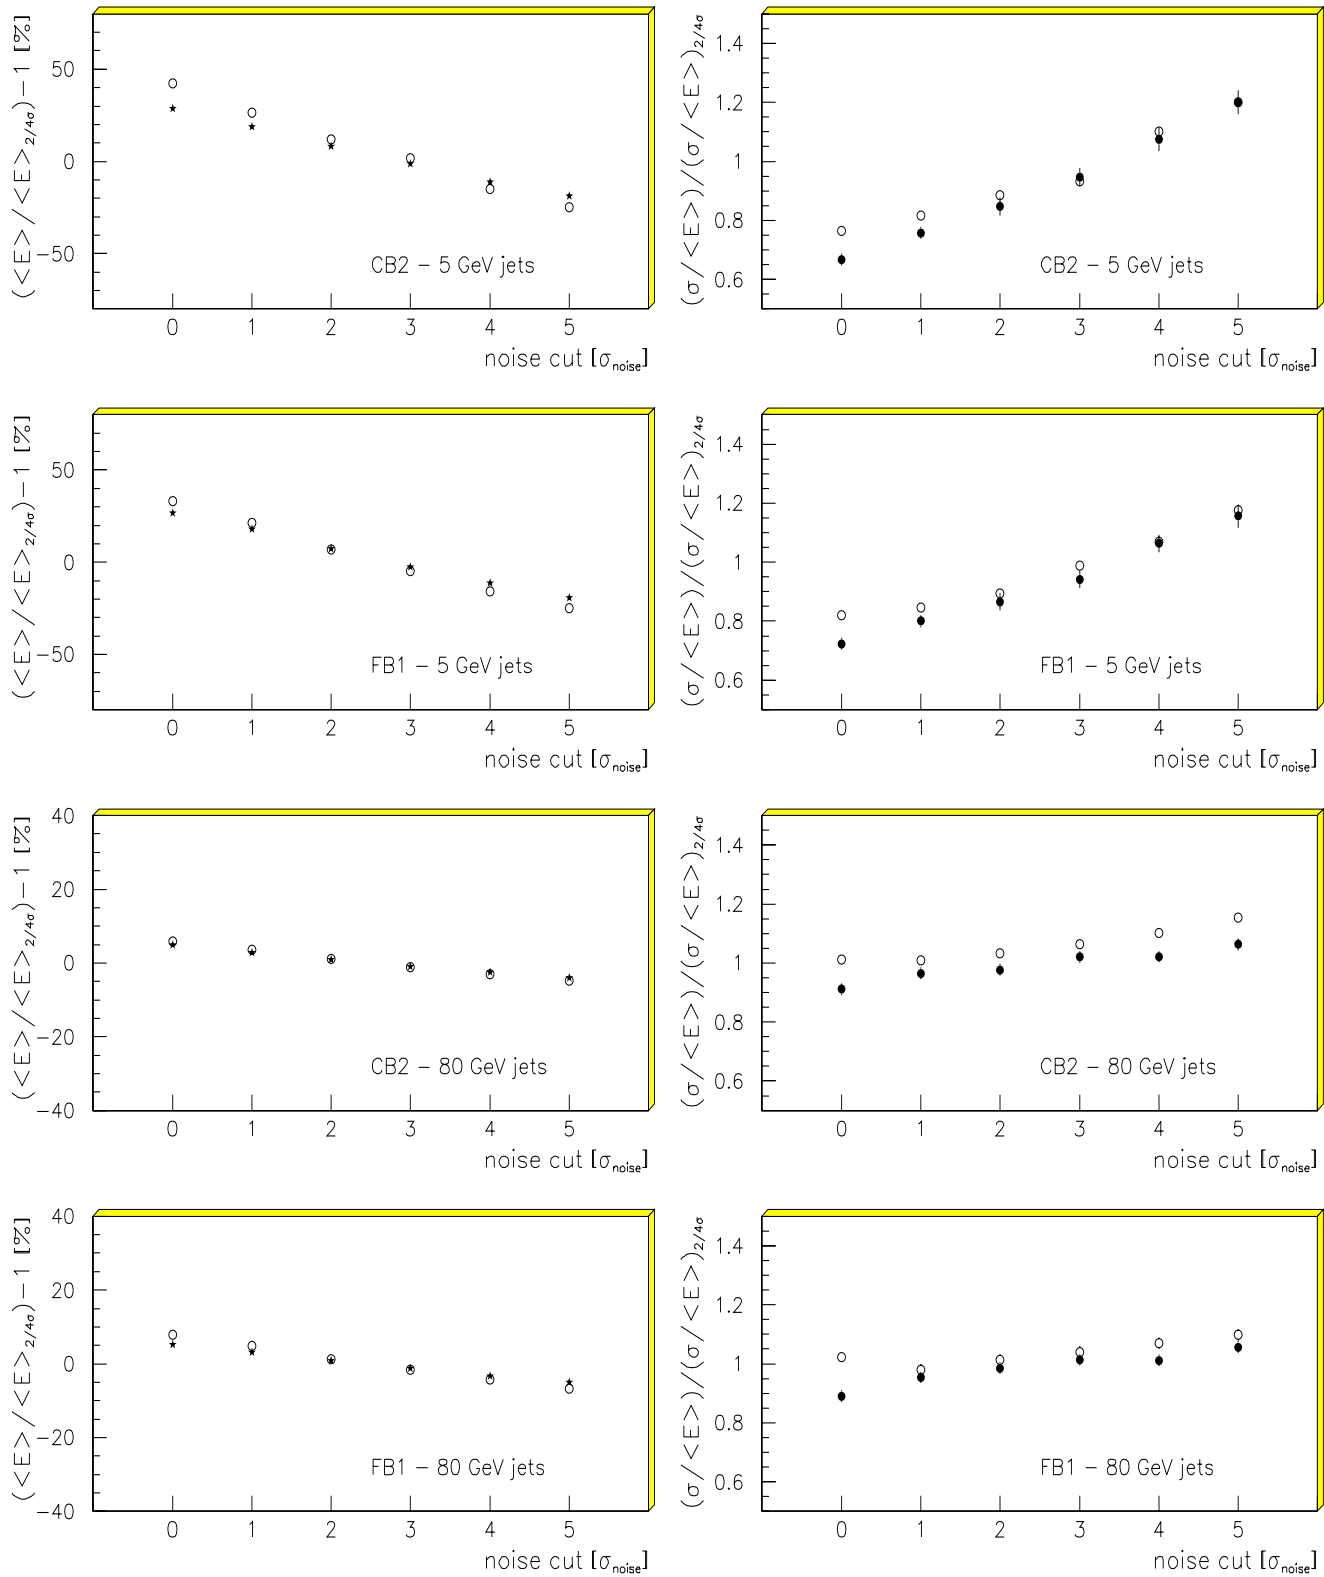 (<E>/<E>2/4σ)−1 [%]
50
0
−50
CB2 − 5 GeV jets
0 1 2 3 4 5
noise cut [σnoise]
(σ/<E>)/(σ/<E>)2/4σ
1.4
1.2
1
0.8
0.6
CB2 − 5 GeV jets
0 1 2 3 4 5
noise cut [σnoise]
(<E>/<E>2/4σ)−1 [%]
50
0
−50
FB1 − 5 GeV jets
0 1 2 3 4 5
noise cut [σnoise]
(σ/<E>)/(σ/<E>)2/4σ
1.4
1.2
1
0.8
0.6
FB1 − 5 GeV jets
0 1 2 3 4 5
noise cut [σnoise]
(<E>/<E>2/4σ)−1 [%]
40
20
0
−20
−40
CB2 − 80 GeV jets
0 1 2 3 4 5
noise cut [σnoise]
(σ/<E>)/(σ/<E>)2/4σ
1.4
1.2
1
0.8
0.6
CB2 − 80 GeV jets
0 1 2 3 4 5
noise cut [σnoise]
(<E>/<E>2/4σ)−1 [%]
40
20
0
−20
−40
FB1 − 80 GeV jets
0 1 2 3 4 5
noise cut [σnoise]
(σ/<E>)/(σ/<E>)2/4σ
1.4
1.2
1
0.8
0.6
FB1 − 80 GeV jets
0 1 2 3 4 5
noise cut [σnoise]